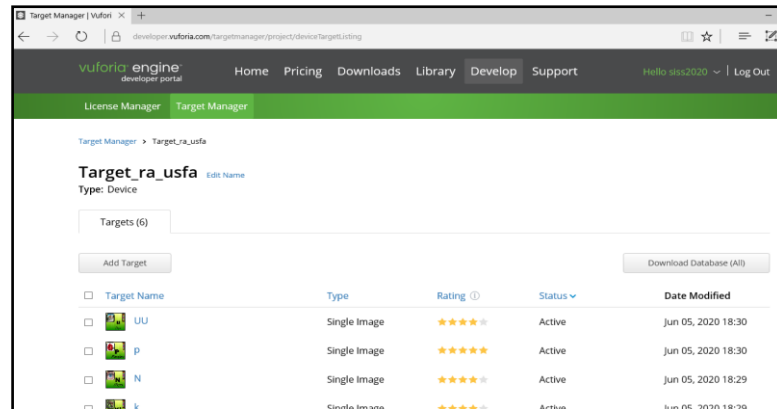 Target Manager | Vufori
developer.vuforia.com/targetmanager/project/deviceTargetListing
vuforia engine
developer portal
Home Pricing Downloads Library Develop Support
Hello siss2020 | Log Out
License Manager Target Manager
Target Manager > Target_ra_usfa
Target_ra_usfa Edit Name
Type: Device
Targets (6)
Add Target Download Database (All)
Target Name Type Rating Status Date Modified
UU Single Image Active Jun 05, 2020 18:30
p Single Image Active Jun 05, 2020 18:30
N Single Image Active Jun 05, 2020 18:29
k Single Image Active Jun 05, 2020 18:29